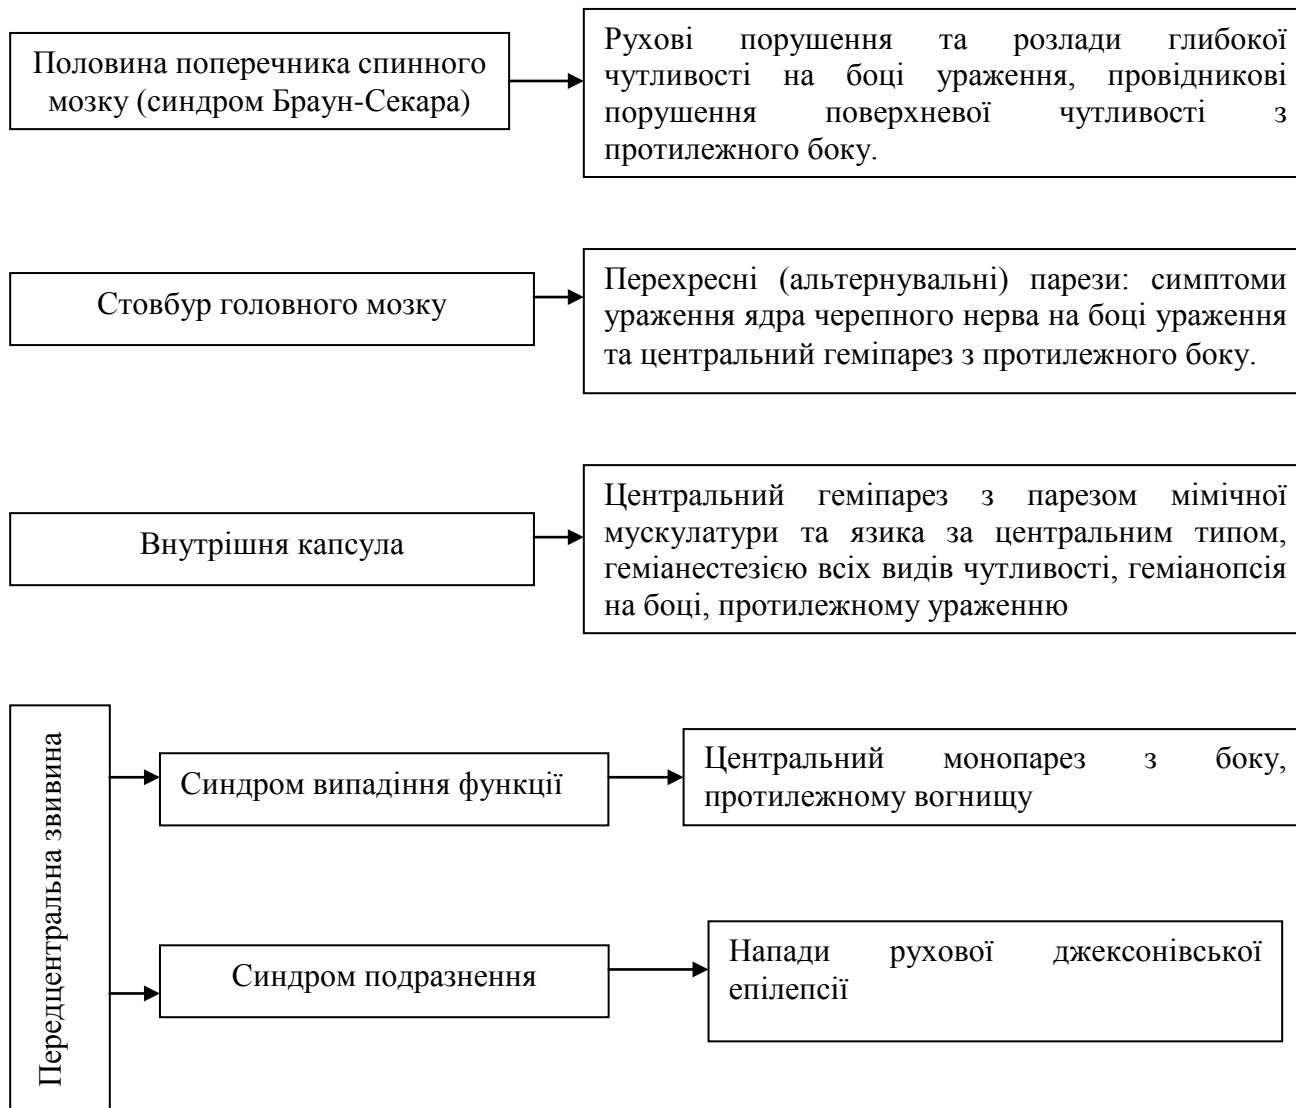 Половина поперечника спинного
мозку (синдром Браун-Секара)
Рухові порушення та розлади глибокої
чутливості на боці ураження, провідникові
порушення поверхневої чутливості з
протилежного боку.
Стовбур головного мозку
Перехресні (альтернувальні) парези: симптоми
ураження ядра черепного нерва на боці ураження
та центральний геміпарез з протилежного боку.
Внутрішня капсула
Центральний геміпарез з парезом мімічної
мускулатури та язика за центральним типом,
геміанестезією всіх видів чутливості, геміанопсія
на боці, протилежному ураженню
Передцентральна звивина
Синдром випадіння функції
Центральний монопарез з боку,
протилежному вогнищу
Синдром подразнення
Напади рухової джексонівської
епілепсії